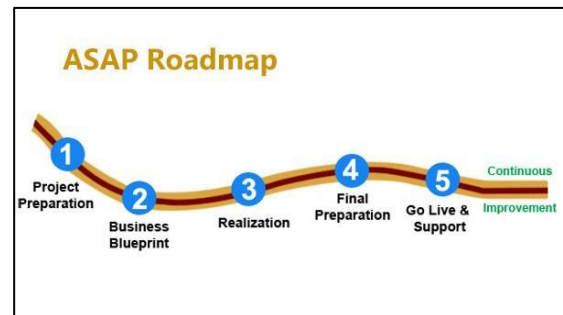 ASAP Roadmap
1
Project
Preparation
2
Business
Blueprint
3
Realization
4
Final
Preparation
5
Go Live &
Support
Continuous
Improvement